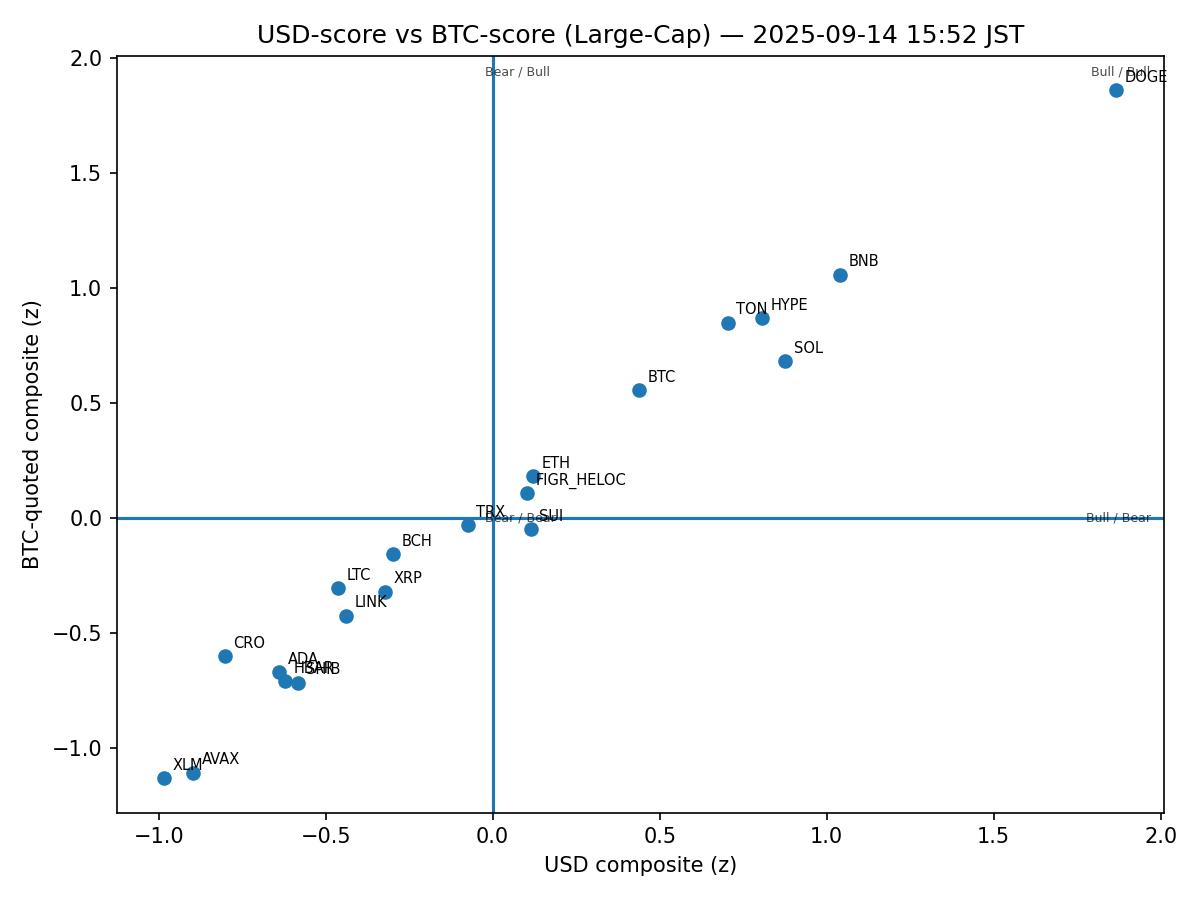 USD-score vs BTC-score (Large-Cap) — 2025-09-14 15:52 JST
2.0
Bear / Bull
Bull / Bull
DOGE
1.5
BNB
1.0
TON
HYPE
SOL
BTC
0.5
ETH
FIGR_HELOC
TRX
SUI
0.0
Bear / Bear
Bull / Bear
BCH
LTC
XRP
LINK
−0.5
CRO
ADA
HBAR
SHIB
−1.0
XLM
AVAX
BTC-quoted composite (z)
−1.0
−0.5
0.0
0.5
1.0
1.5
2.0
USD composite (z)